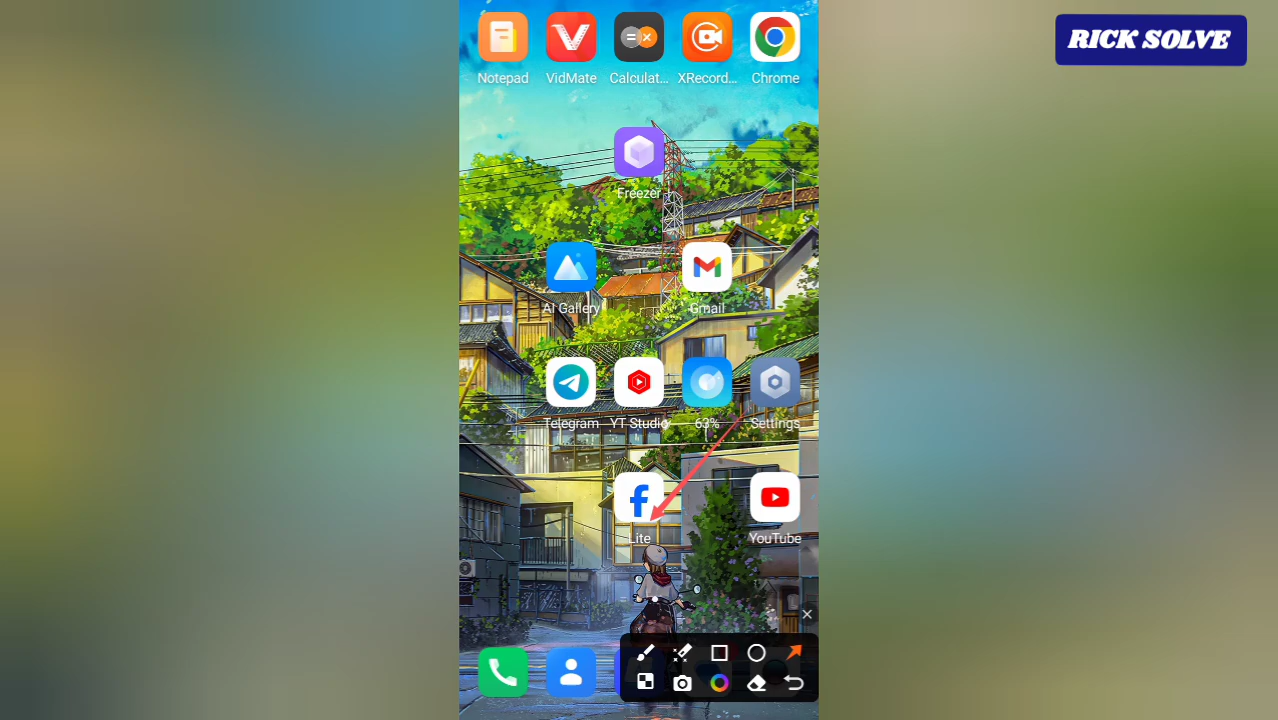 RICK SOLVE
Notepad VidMate Calculat... XRecord... Chrome
Freezer
AI Gallery Gmail
Telegram YT Studio 63% Settings
Lite YouTube